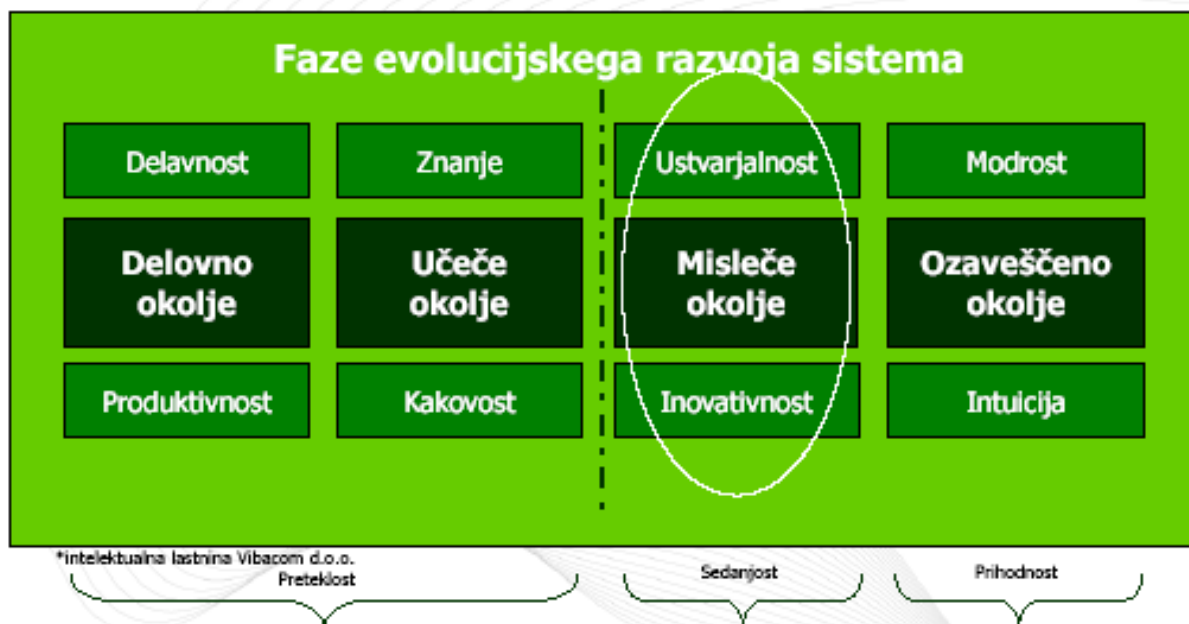 Faze evolucijskega razvoja sistema
Delavnost
Znanje
Ustvarjalnost
Modrost
Delovno
okolje
Učeče
okolje
Misleče
okolje
Ozaveščeno
okolje
Produktivnost
Kakovost
Inovativnost
Intuicija
*intelektualna lastnina Vibacom d.o.o.
Preteklost
Sedanjost
Prihodnost